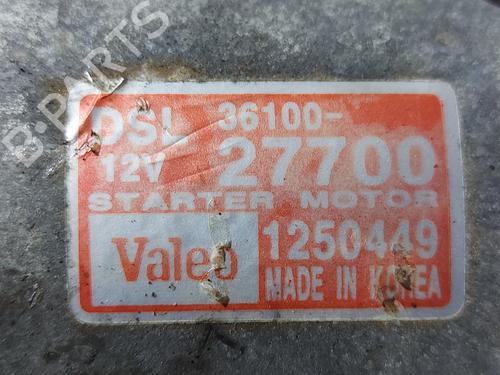 B-PARTS
DSL 36100-
12V 27700
STARTER MOTOR
Valeo 1250449
MADE IN KOREA